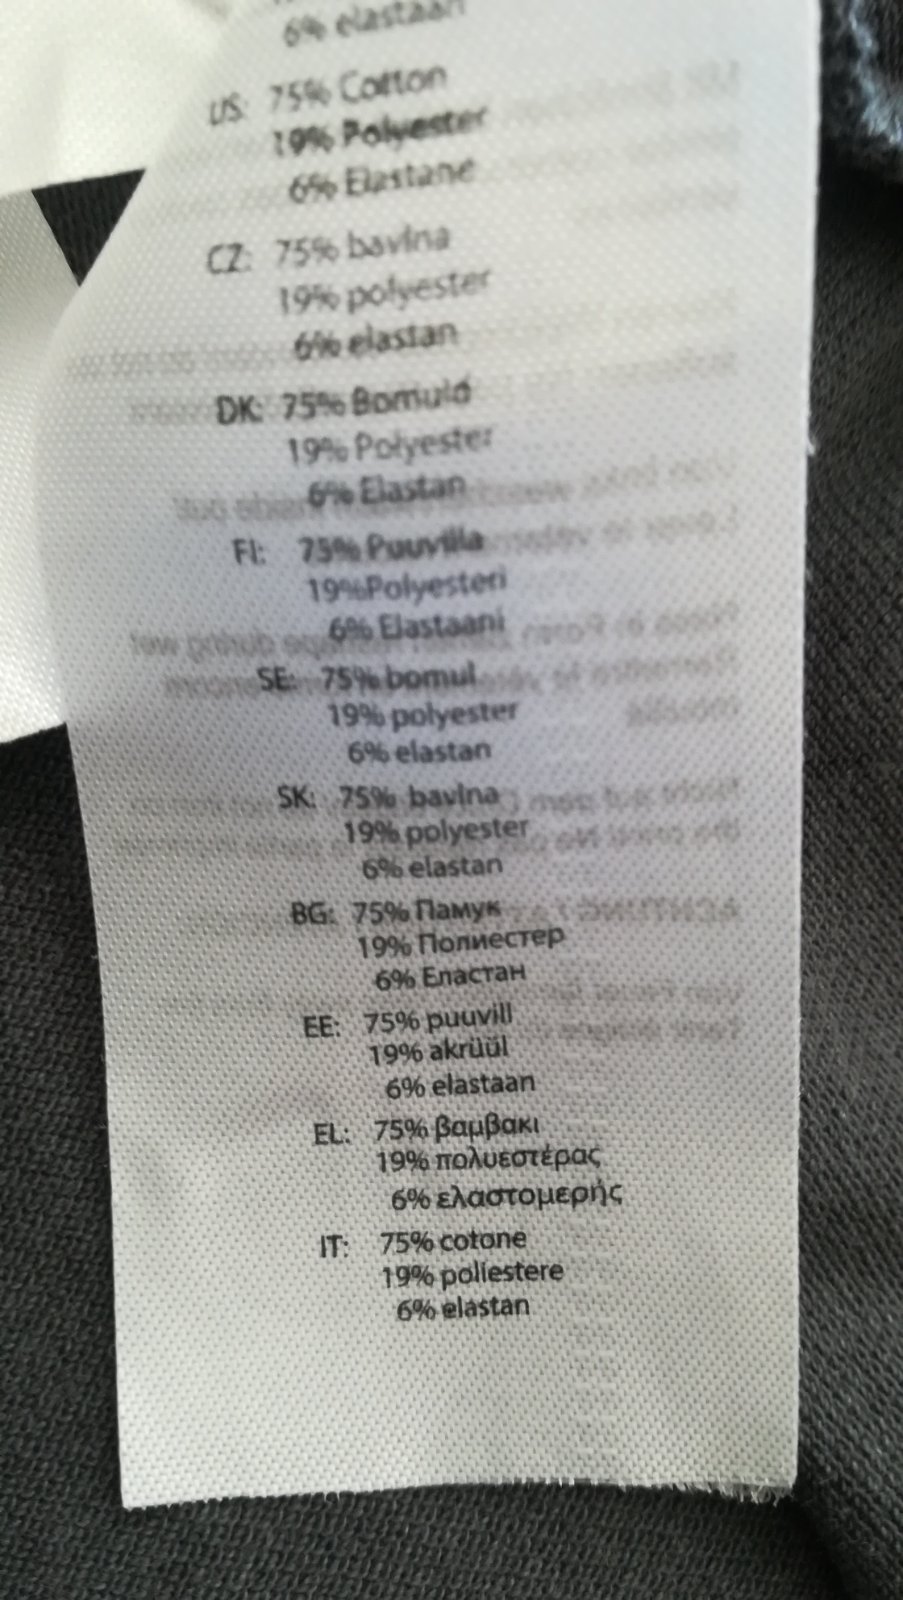 6% elastaan
US: 75% Cotton
19% Polyester
6% Elastane
CZ: 75% bavlna
19% polyester
6% elastan
DK: 75% Bomuld
19% Polyester
6% Elastan
FI: 75% Puuvilla
19%Polyesteri
6% Elastaani
SE: 75% bomul
19% polyester
6% elastan
SK: 75% bavlna
19% polyester
6% elastan
BG: 75% Памук
19% Полиестер
6% Еластан
EE: 75% puuvill
19% akrüül
6% elastaan
EL: 75% βαμβακι
19% πολυεστέρας
6% ελαστομερής
IT: 75% cotone
19% poliestere
6% elastan